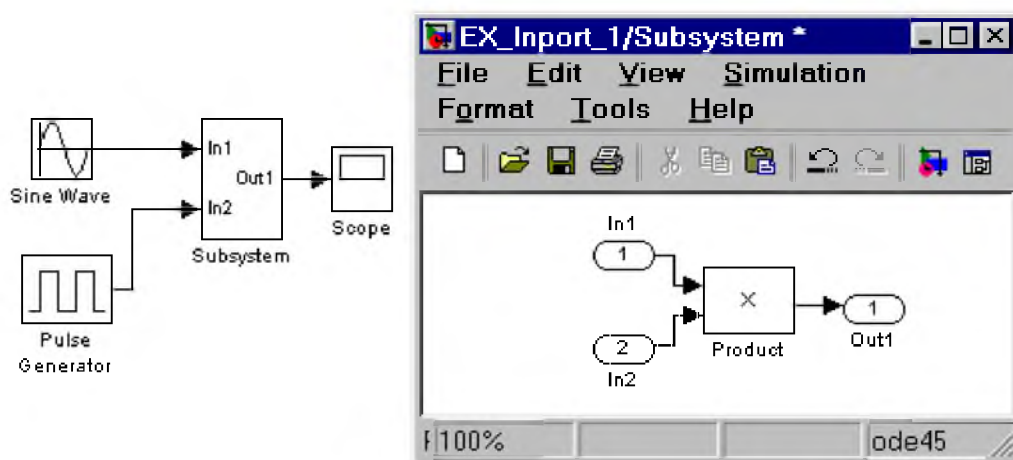 Sine Wave
Pulse
Generator
In1
In2
Out1
Subsystem
Scope
EX_Inport_1/Subsystem *
File Edit View Simulation
Format Tools Help
In1
1
2
In2
×
Product
1
Out1
100%
ode45